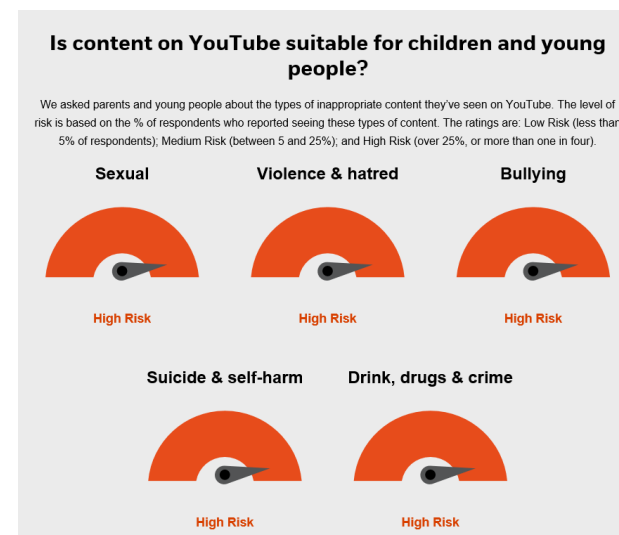 Is content on YouTube suitable for children and young
people?
We asked parents and young people about the types of inappropriate content they've seen on YouTube. The level of
risk is based on the % of respondents who reported seeing these types of content. The ratings are: Low Risk (less than
5% of respondents); Medium Risk (between 5 and 25%); and High Risk (over 25%, or more than one in four).
Sexual
Violence & hatred
Bullying
High Risk
High Risk
High Risk
Suicide & self-harm
Drink, drugs & crime
High Risk
High Risk